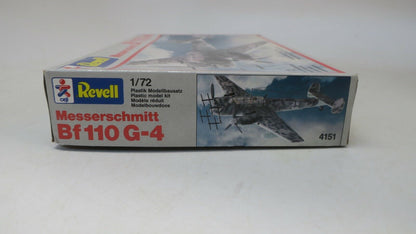 Revell
1/72
Plastik Modellbausatz
Plastic model kit
Modèle réduit
Modelbouwdoos
Messerschmitt
Bf 110 G-4
4151